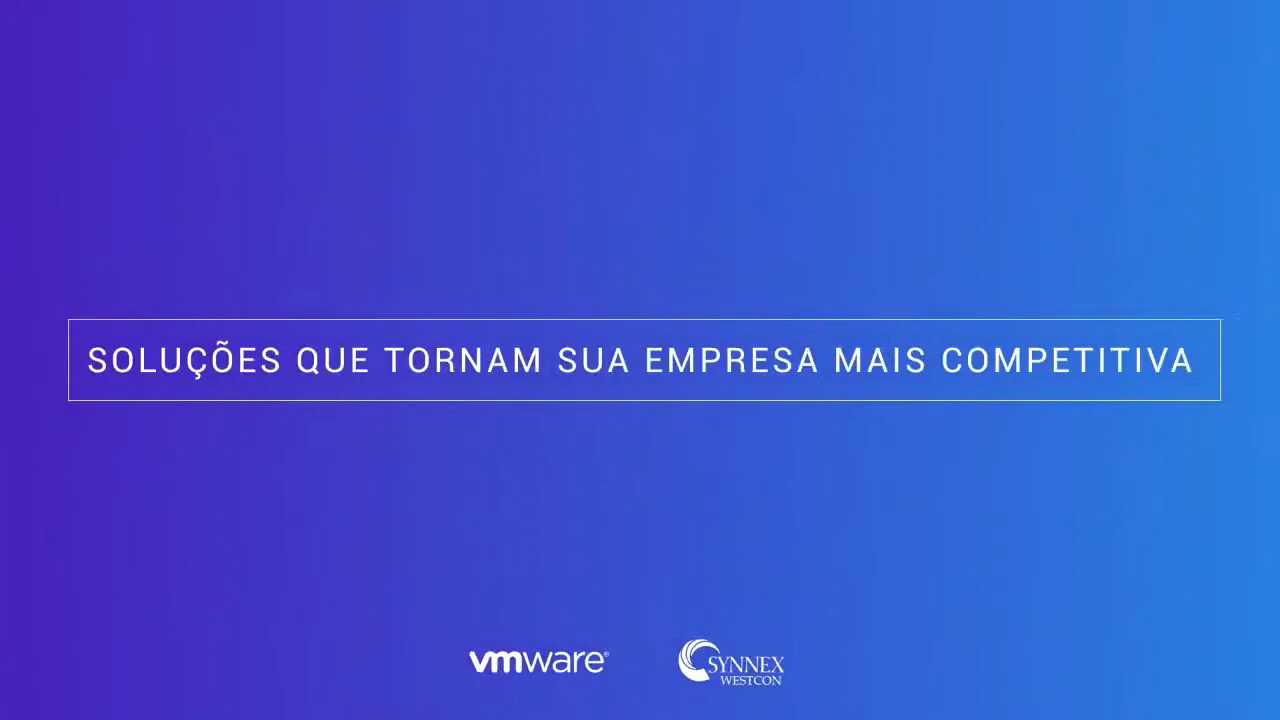 SOLUÇÕES QUE TORNAM SUA EMPRESA MAIS COMPETITIVA
vmware®
SYNNEX
WESTCON